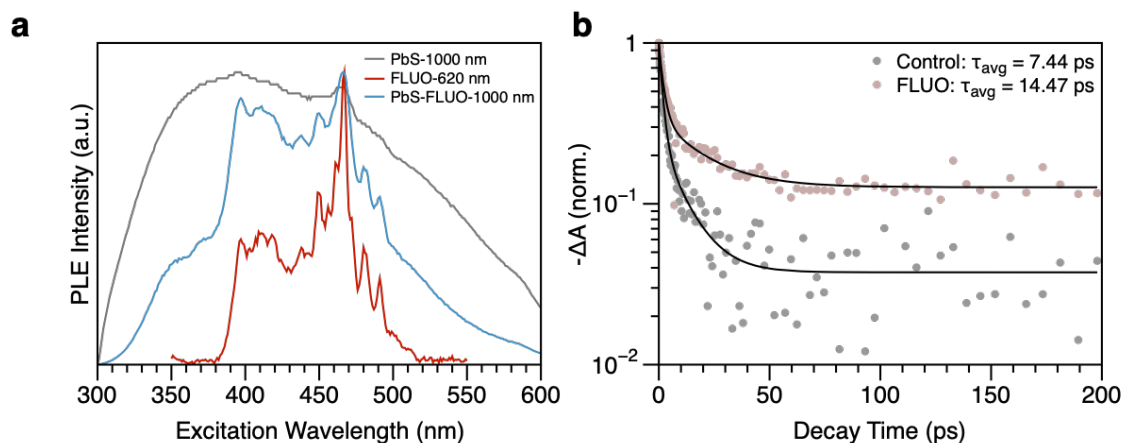 a
PLE Intensity (a.u.)
PbS-1000 nm
FLUO-620 nm
PbS-FLUO-1000 nm
300 350 400 450 500 550 600
Excitation Wavelength (nm)
b
-ΔA (norm.)
1
10⁻¹
10⁻²
Control: τavg = 7.44 ps
FLUO: τavg = 14.47 ps
0 50 100 150 200
Decay Time (ps)